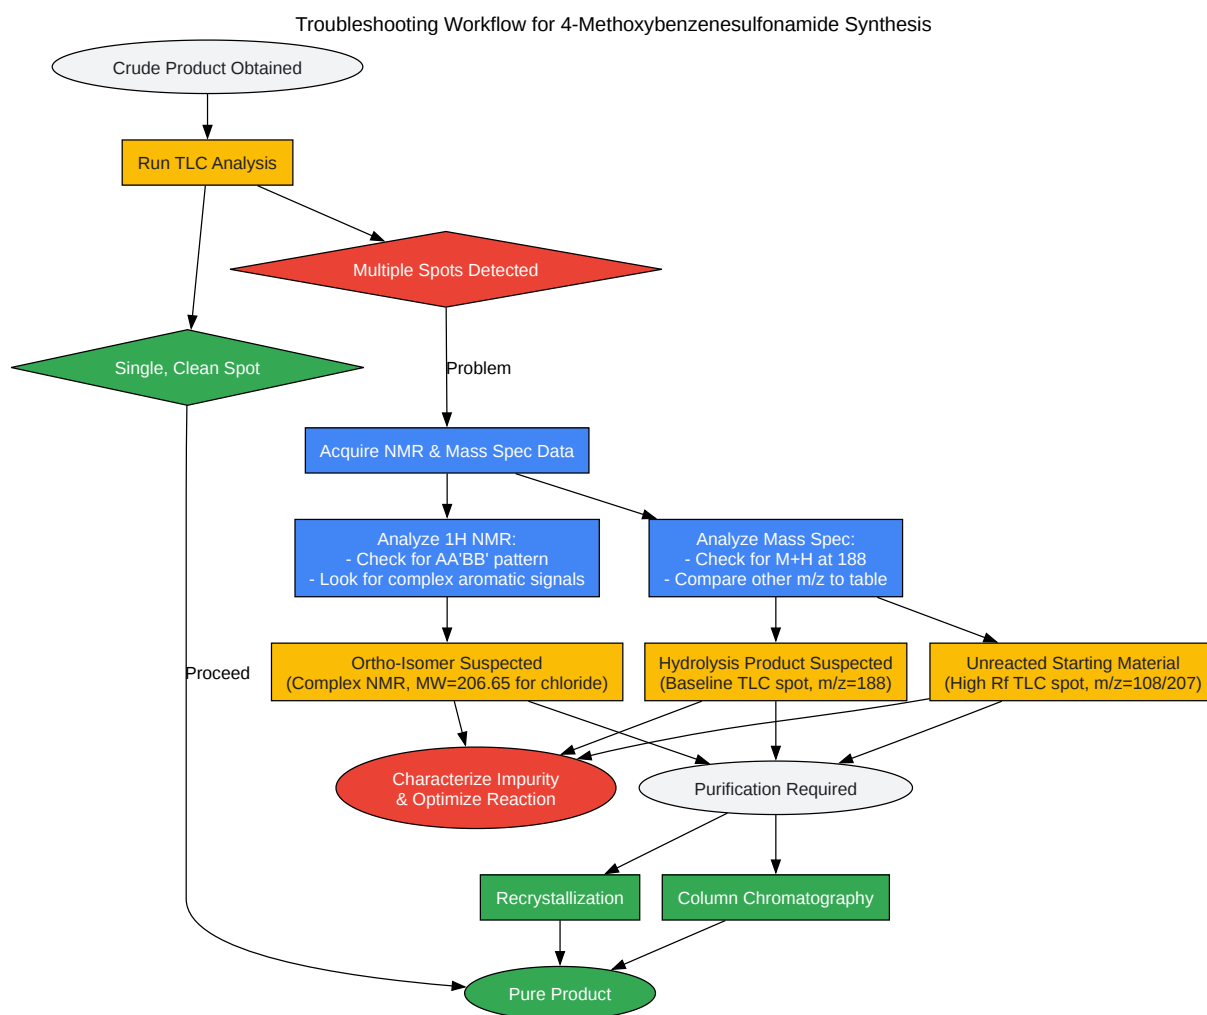 Troubleshooting Workflow for 4-Methoxybenzenesulfonamide Synthesis
Crude Product Obtained
Run TLC Analysis
Multiple Spots Detected
Single, Clean Spot
Problem
Acquire NMR & Mass Spec Data
Analyze 1H NMR:
- Check for AA'BB' pattern
- Look for complex aromatic signals
Analyze Mass Spec:
- Check for M+H at 188
- Compare other m/z to table
Ortho-Isomer Suspected
(Complex NMR, MW=206.65 for chloride)
Hydrolysis Product Suspected
(Baseline TLC spot, m/z=188)
Unreacted Starting Material
(High Rf TLC spot, m/z=108/207)
Proceed
Characterize Impurity
& Optimize Reaction
Purification Required
Recrystallization
Column Chromatography
Pure Product